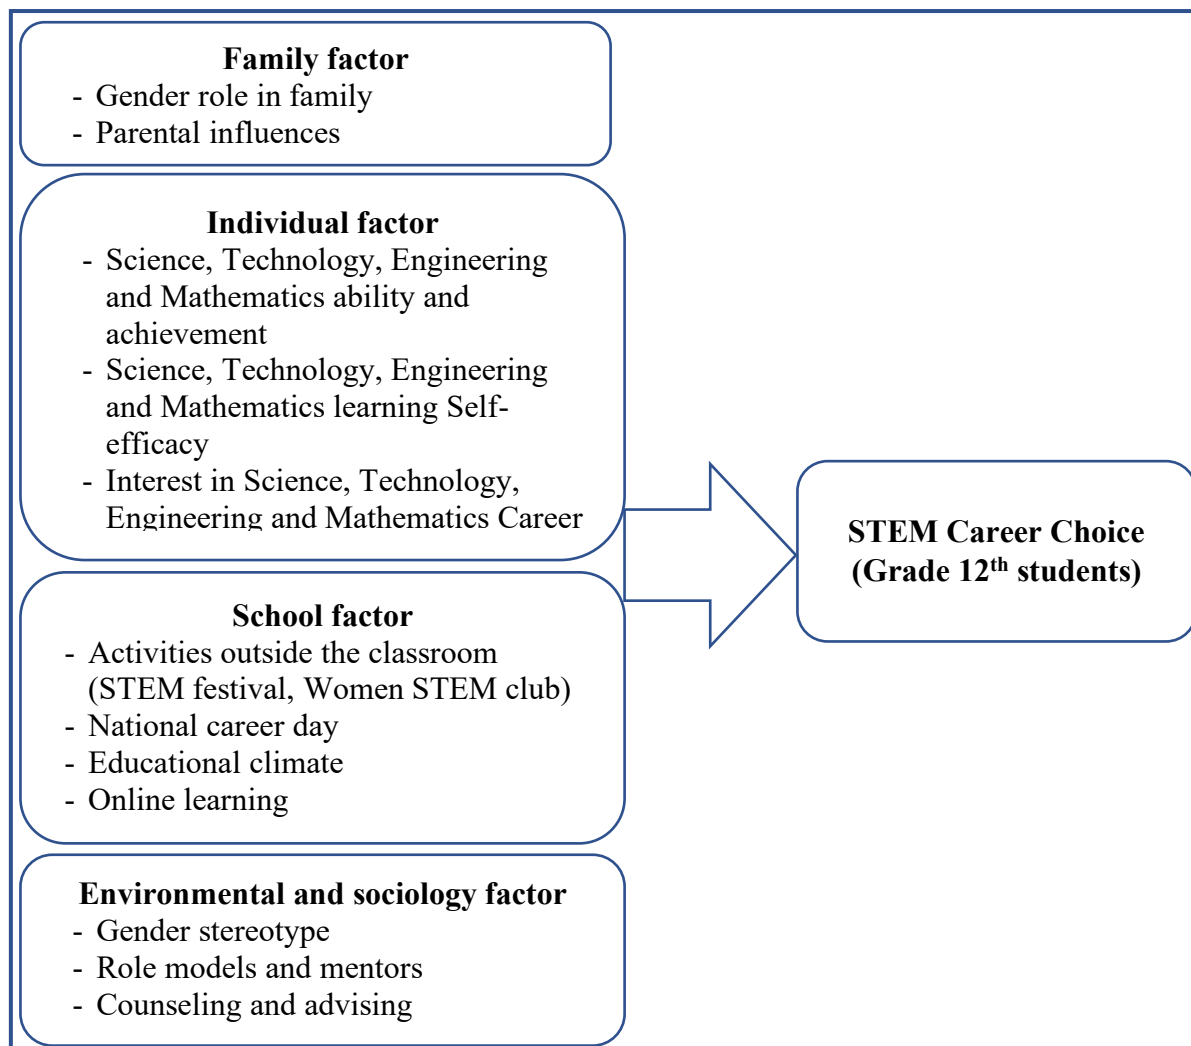 Family factor
- Gender role in family
- Parental influences
Individual factor
- Science, Technology, Engineering
and Mathematics ability and
achievement
- Science, Technology, Engineering
and Mathematics learning Self-
efficacy
- Interest in Science, Technology,
Engineering and Mathematics Career
School factor
- Activities outside the classroom
(STEM festival, Women STEM club)
- National career day
- Educational climate
- Online learning
Environmental and sociology factor
- Gender stereotype
- Role models and mentors
- Counseling and advising
STEM Career Choice
(Grade 12th students)